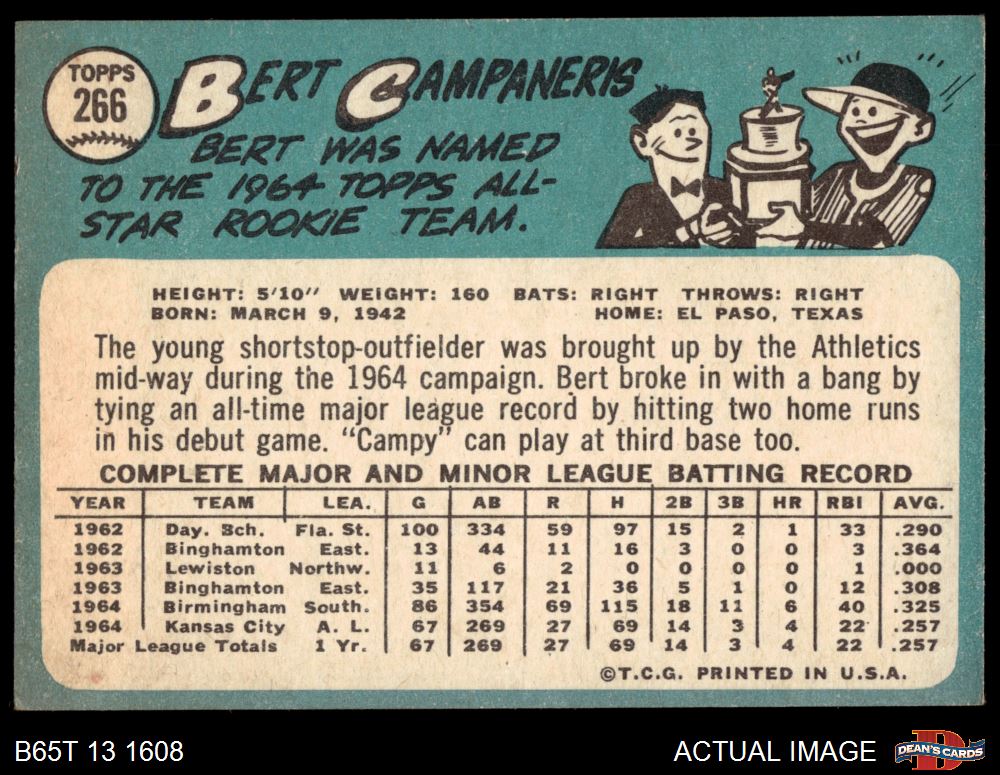 TOPPS
266
BERT CAMPANERIS
BERT WAS NAMED
TO THE 1964 TOPPS ALL-
STAR ROOKIE TEAM.
HEIGHT: 5'10" WEIGHT: 160 BATS: RIGHT THROWS: RIGHT
BORN: MARCH 9, 1942 HOME: EL PASO, TEXAS
The young shortstop-outfielder was brought up by the Athletics
mid-way during the 1964 campaign. Bert broke in with a bang by
tying an all-time major league record by hitting two home runs
in his debut game. "Campy" can play at third base too.
COMPLETE MAJOR AND MINOR LEAGUE BATTING RECORD
YEAR TEAM LEA. G AB R H 2B 3B HR RBI AVG.
1962 Day. Bch. Fla. St. 100 334 59 97 15 2 1 33 .290
1962 Binghamton East. 13 44 11 16 3 0 0 3 .364
1963 Lewiston Northw. 11 6 2 0 0 0 0 1 .000
1963 Binghamton East. 35 117 21 36 5 1 0 12 .308
1964 Birmingham South. 86 354 69 115 18 11 6 40 .325
1964 Kansas City A. L. 67 269 27 69 14 3 4 22 .257
Major League Totals 1 Yr. 67 269 27 69 14 3 4 22 .257
©T.C.G. PRINTED IN U.S.A.
B65T 13 1608 ACTUAL IMAGE DEAN'S CARDS